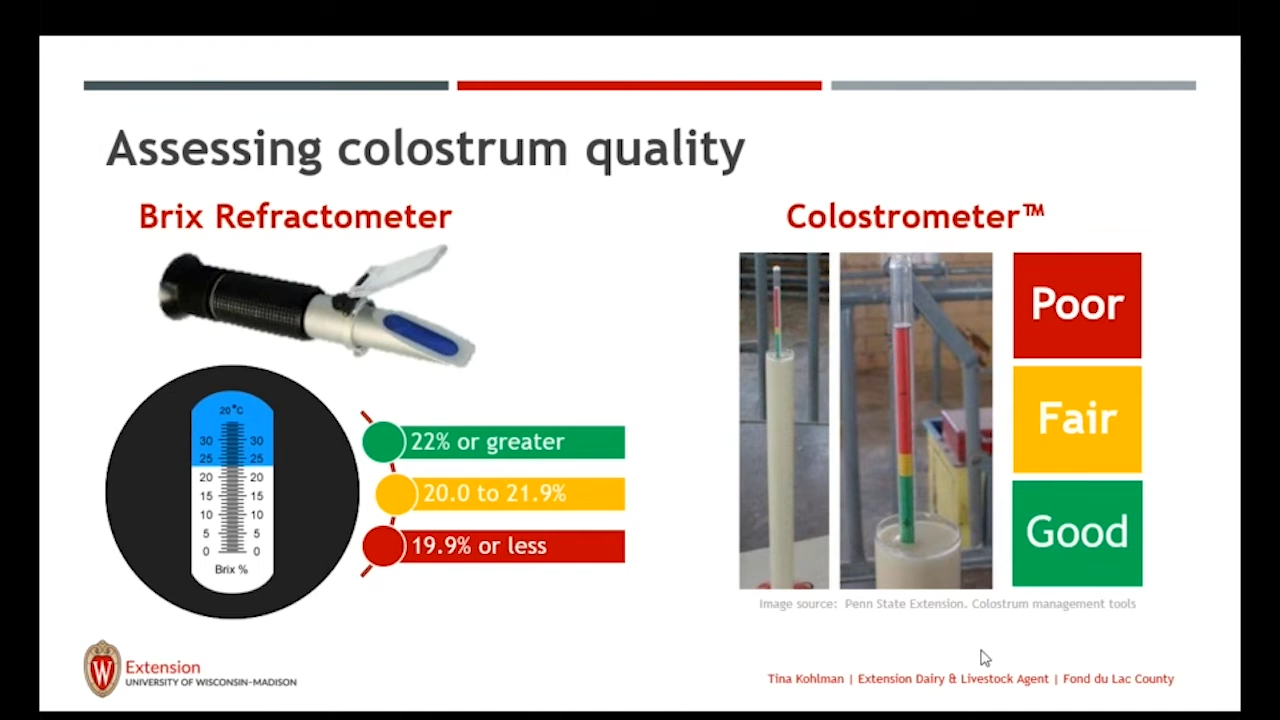 Assessing colostrum quality
Brix Refractometer
20°C
30 30
25 25
20 20
15 15
10 10
5 5
0 0
Brix %
22% or greater
20.0 to 21.9%
19.9% or less
Colostrometer™
Poor
Fair
Good
Image source: Penn State Extension. Colostrum management tools
W
Extension
UNIVERSITY OF WISCONSIN-MADISON
Tina Kohlman | Extension Dairy & Livestock Agent | Fond du Lac County